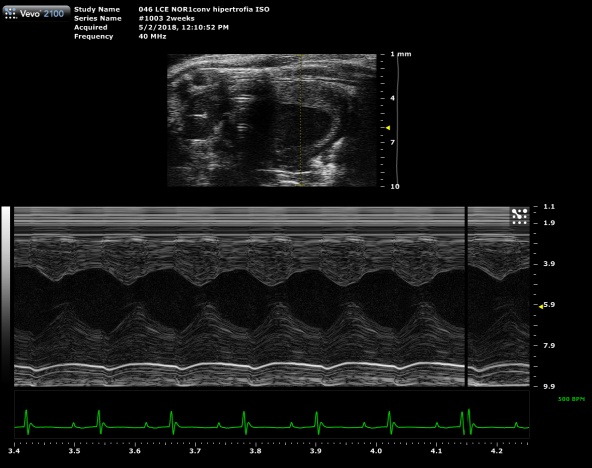 Vevo 2100
Study Name 046 LCE NOR1conv hipertrofia ISO
Series Name #1003 2weeks
Acquired 5/2/2018, 12:10:52 PM
Frequency 40 MHz
1 mm
4
7
10
1.1
1.9
3.9
5.9
7.9
9.9
500 BPM
3.4 3.5 3.6 3.7 3.8 3.9 4.0 4.1 4.2